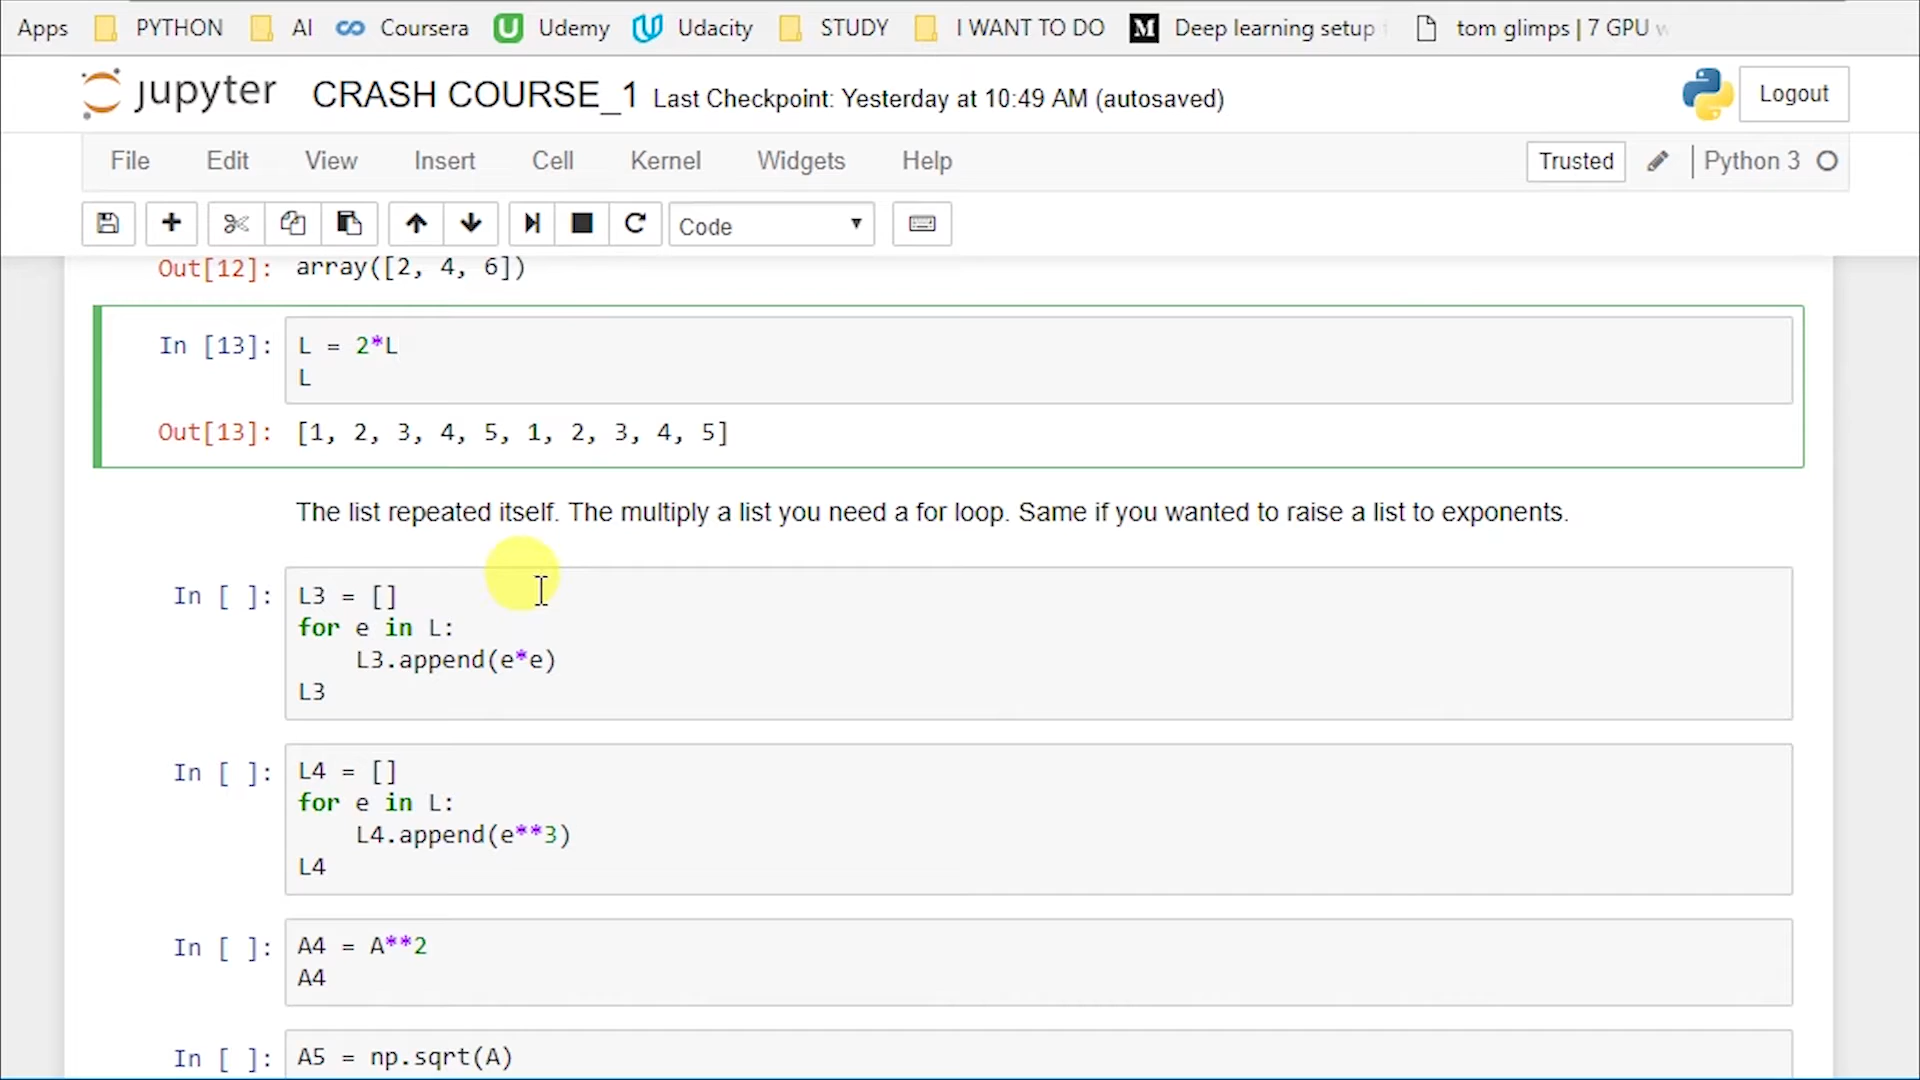 Apps PYTHON AI Coursera Udemy Udacity STUDY I WANT TO DO M Deep learning setup tom glimps | 7 GPU
jupyter CRASH COURSE_1 Last Checkpoint: Yesterday at 10:49 AM (autosaved) Logout
File Edit View Insert Cell Kernel Widgets Help Trusted Python 3
Code
Out[12]: array([2, 4, 6])
In [13]: L = 2*L
L
Out[13]: [1, 2, 3, 4, 5, 1, 2, 3, 4, 5]
The list repeated itself. The multiply a list you need a for loop. Same if you wanted to raise a list to exponents.
In [ ]: L3 = []
for e in L:
    L3.append(e*e)
L3
In [ ]: L4 = []
for e in L:
    L4.append(e**3)
L4
In [ ]: A4 = A**2
A4
In [ ]: A5 = np.sqrt(A)